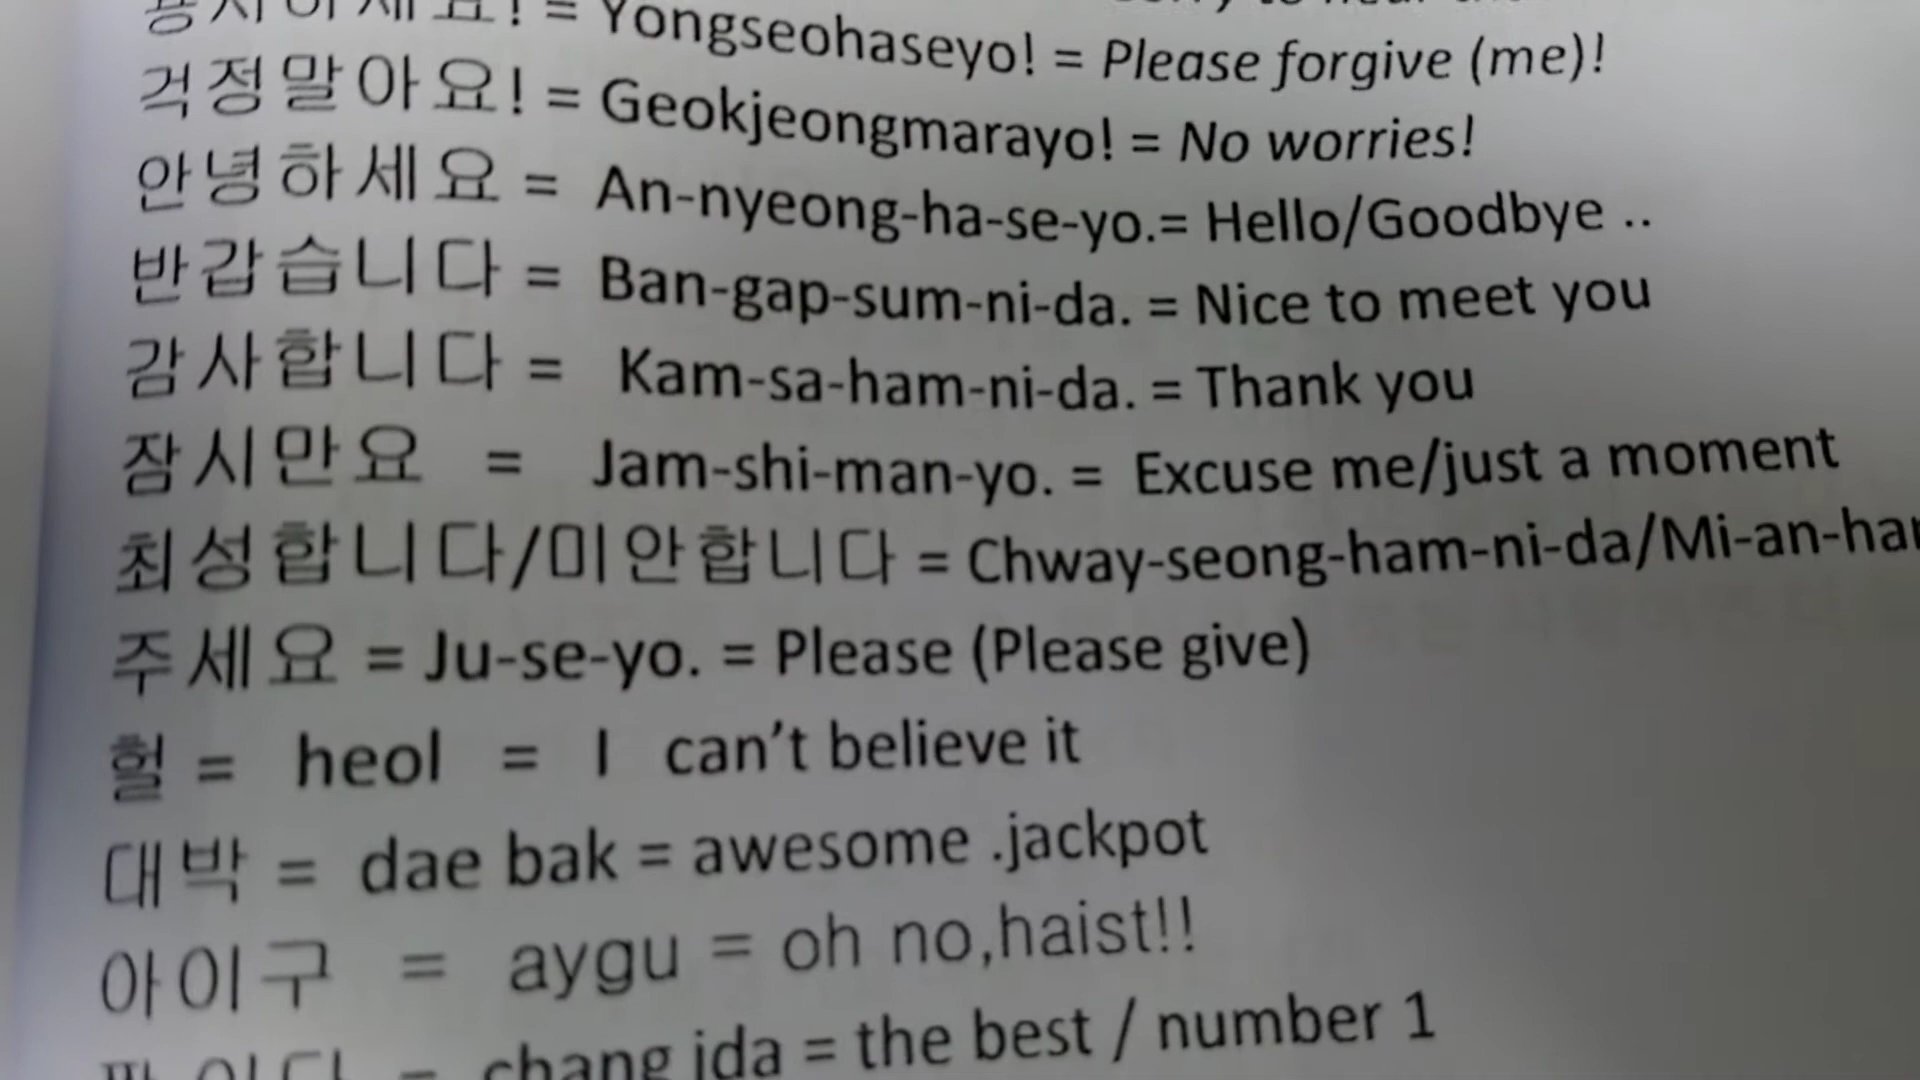 용서하세요! = Yongseohaseyo! = Please forgive (me)!
걱정말아요! = Geokjeongmarayo! = No worries!
안녕하세요 = An-nyeong-ha-se-yo.= Hello/Goodbye ..
반갑습니다 = Ban-gap-sum-ni-da. = Nice to meet you
감사합니다 = Kam-sa-ham-ni-da. = Thank you
잠시만요 = Jam-shi-man-yo. = Excuse me/just a moment
최성합니다/미안합니다 = Chway-seong-ham-ni-da/Mi-an-ha
주세요 = Ju-se-yo. = Please (Please give)
헐 = heol = I can't believe it
대박 = dae bak = awesome .jackpot
아이구 = aygu = oh no,haist!!
= chang ida = the best / number 1